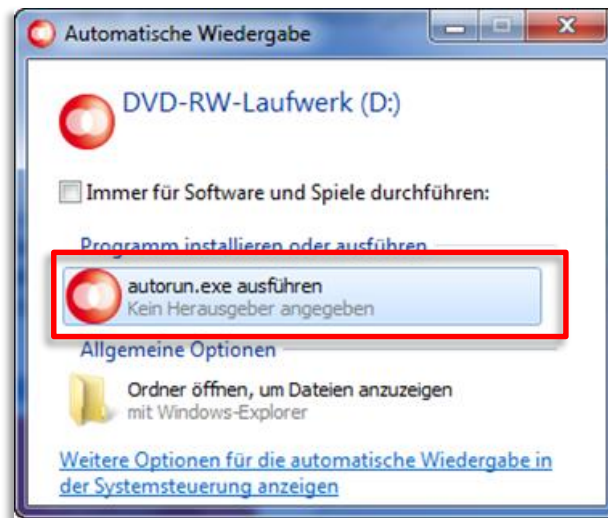 Automatische Wiedergabe
DVD-RW-Laufwerk (D:)
Immer für Software und Spiele durchführen:
Programm installieren oder ausführen
autorun.exe ausführen
Kein Herausgeber angegeben
Allgemeine Optionen
Ordner öffnen, um Dateien anzuzeigen
mit Windows-Explorer
Weitere Optionen für die automatische Wiedergabe in
der Systemsteuerung anzeigen